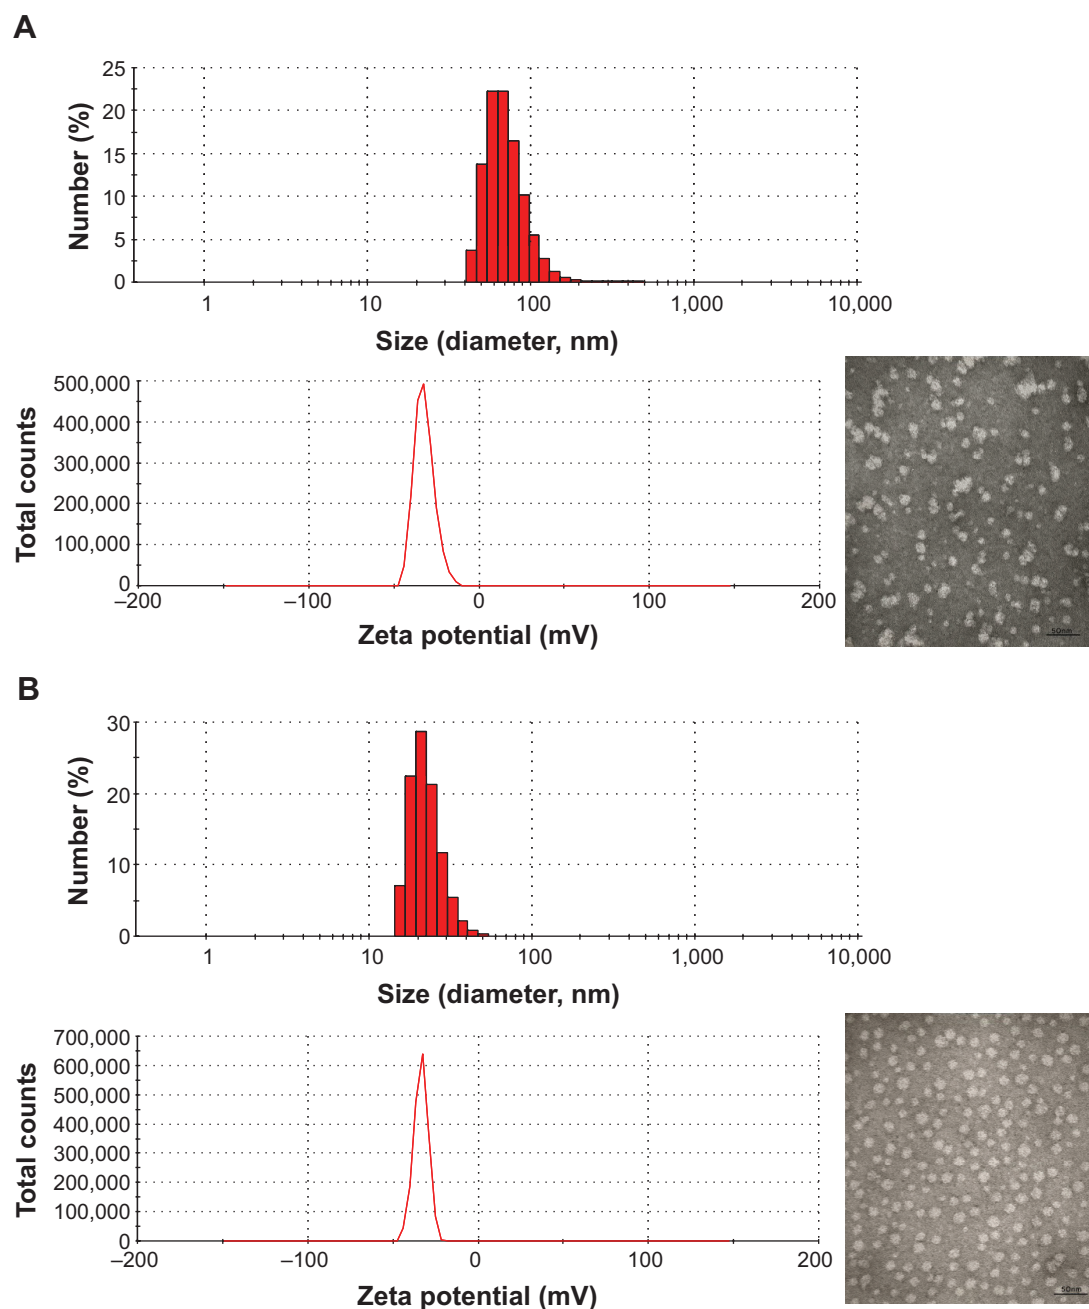 A
25
20
15
10
5
0
Number (%)
1 10 100 1,000 10,000
Size (diameter, nm)
500,000
400,000
300,000
200,000
100,000
0
Total counts
–200 –100 0 100 200
Zeta potential (mV)
50nm
B
30
20
10
0
Number (%)
1 10 100 1,000 10,000
Size (diameter, nm)
700,000
600,000
500,000
400,000
300,000
200,000
100,000
0
Total counts
–200 –100 0 100 200
Zeta potential (mV)
50nm